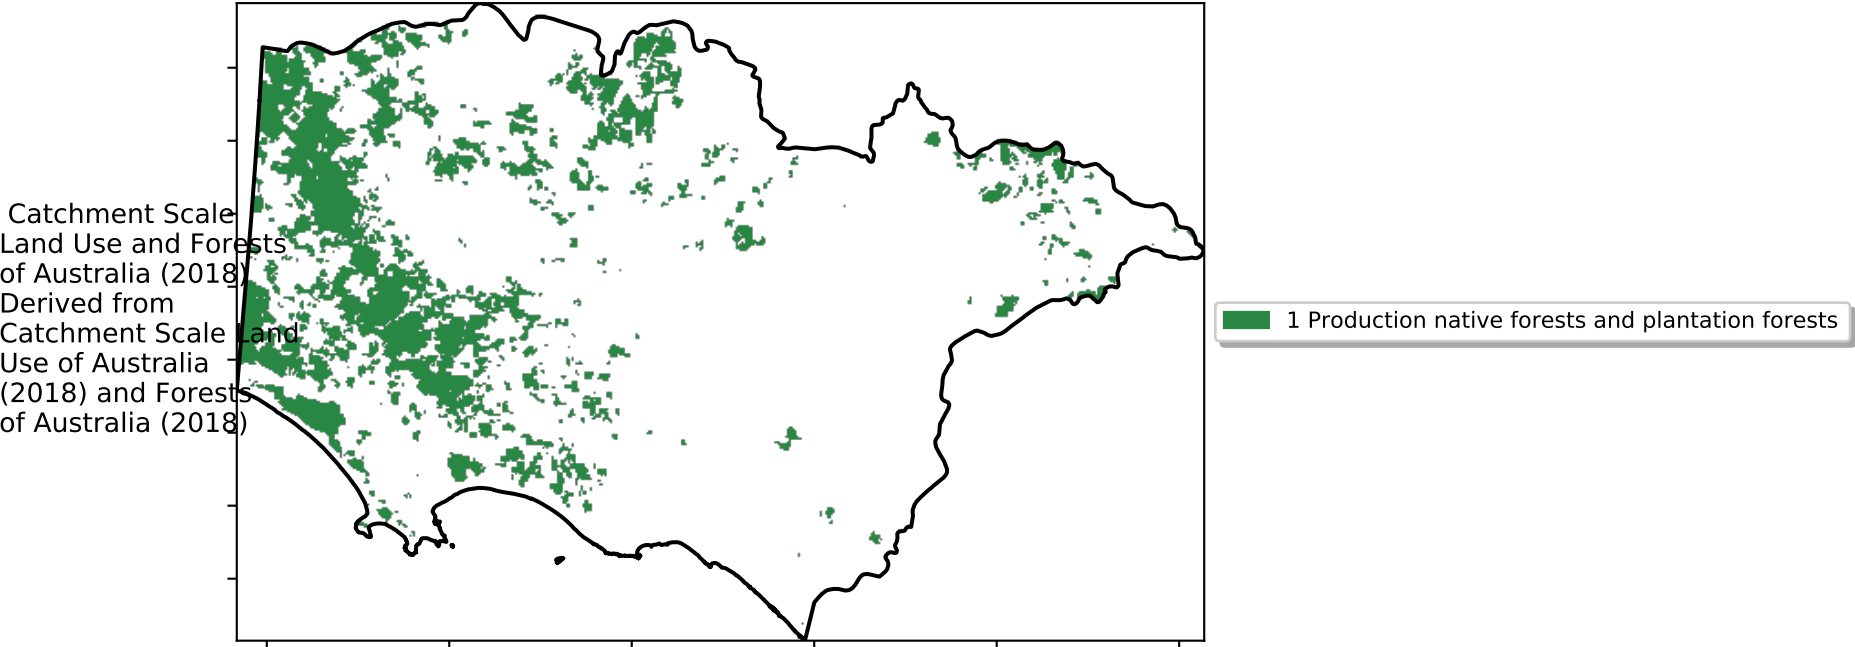 Catchment Scale
Land Use and Forests
of Australia (2018)
Derived from
Catchment Scale Land
Use of Australia
(2018) and Forests
of Australia (2018)
1 Production native forests and plantation forests